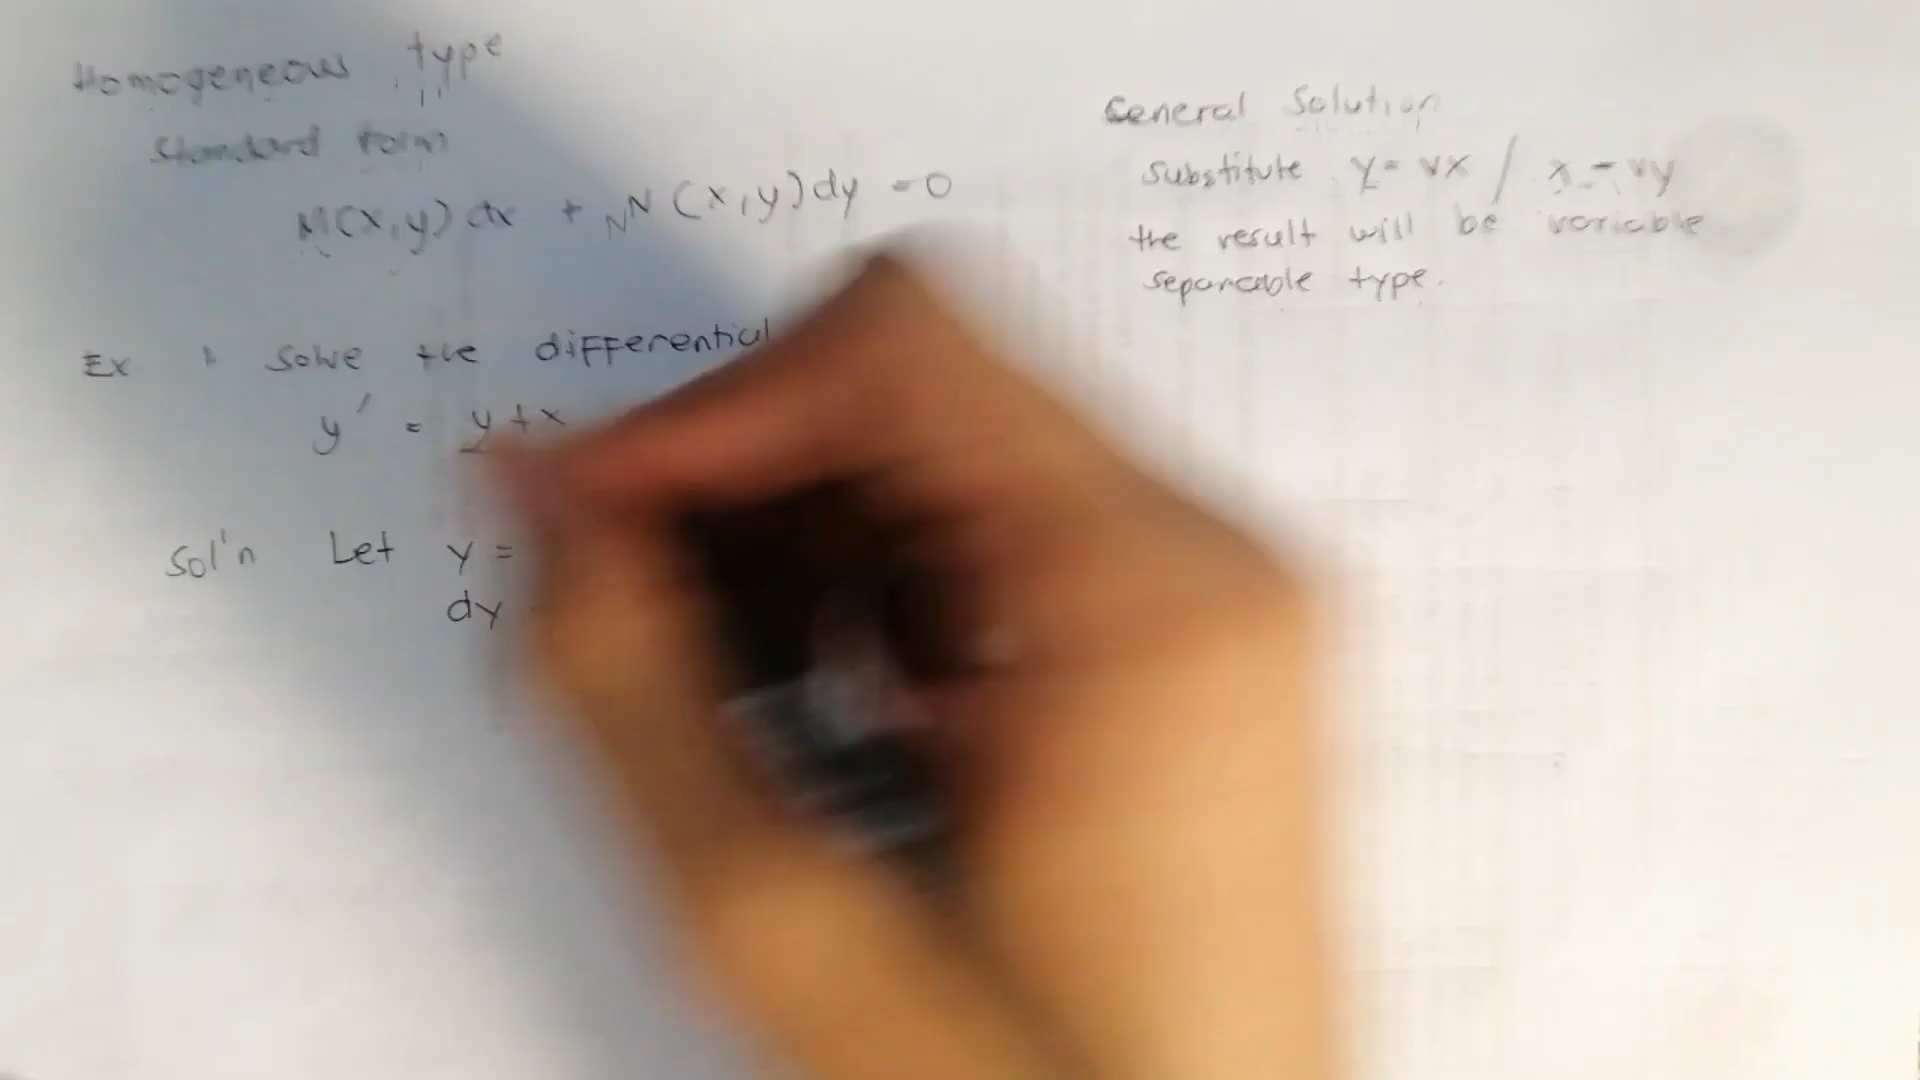 Homogeneous type
Standard form
M(x,y)dx + N(x,y)dy = 0
General Solution
substitute y = vx / x = vy
the result will be variable
separable type.
Ex 1: Solve the differential
y' = y+x
Sol'n Let y =
dy